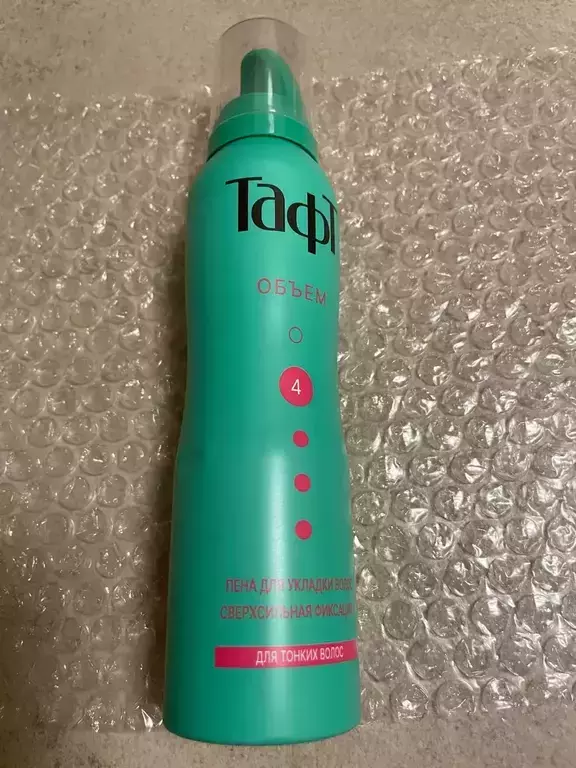 Тафт
ОБЪЕМ
4
ПЕНА ДЛЯ УКЛАДКИ ВОЛОС
СВЕРХСИЛЬНАЯ ФИКСАЦИЯ
ДЛЯ ТОНКИХ ВОЛОС